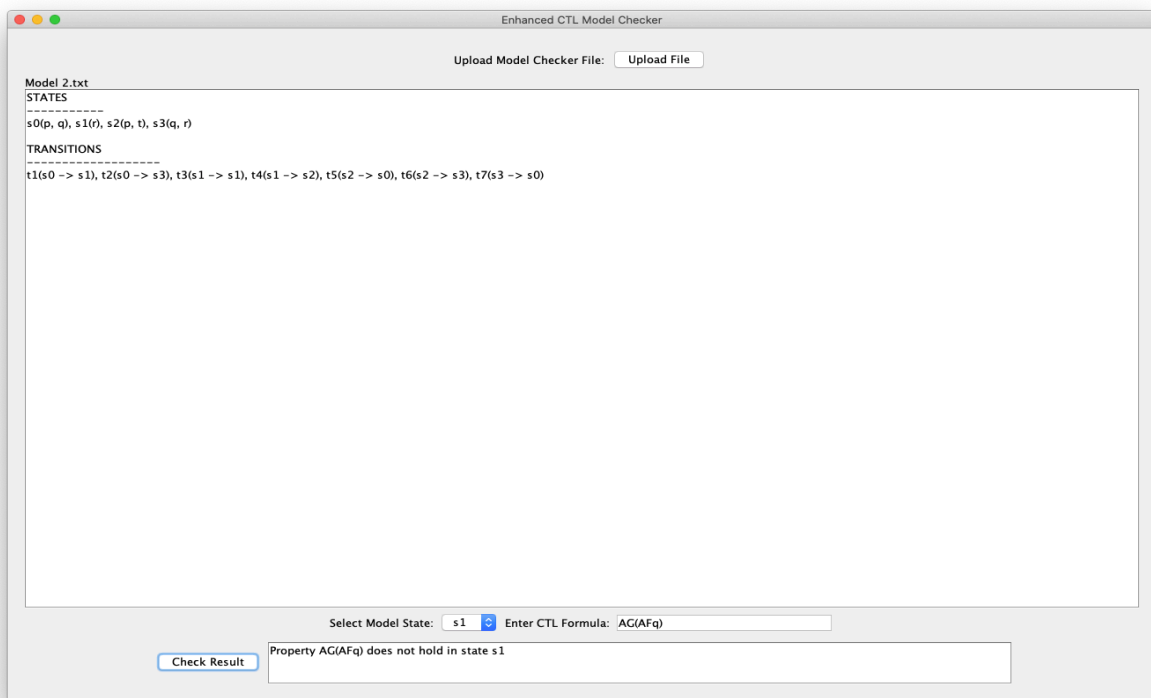 Enhanced CTL Model Checker
Upload Model Checker File: Upload File
Model 2.txt
STATES
-----------
s0(p, q), s1(r), s2(p, t), s3(q, r)
TRANSITIONS
-------------------
t1(s0 -> s1), t2(s0 -> s3), t3(s1 -> s1), t4(s1 -> s2), t5(s2 -> s0), t6(s2 -> s3), t7(s3 -> s0)
Select Model State: s1 Enter CTL Formula: AG(AFq)
Check Result Property AG(AFq) does not hold in state s1